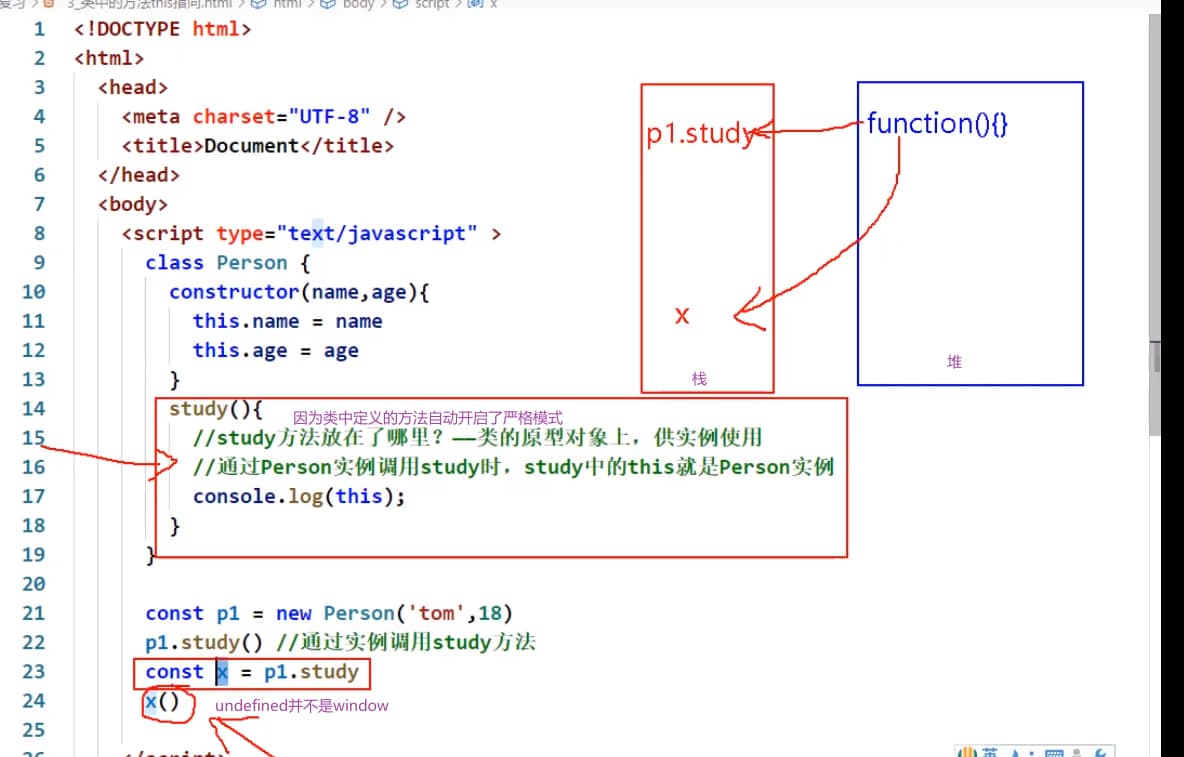 3_类中的方法this指向.html > html > body > script > x
1 <!DOCTYPE html>
2 <html>
3 <head>
4 <meta charset="UTF-8" />
5 <title>Document</title>
6 </head>
7 <body>
8 <script type="text/javascript" >
9 class Person {
10 constructor(name,age){
11 this.name = name
12 this.age = age
13 }
14 study(){
因为类中定义的方法自动开启了严格模式
15 //study方法放在了哪里？——类的原型对象上，供实例使用
16 //通过Person实例调用study时，study中的this就是Person实例
17 console.log(this);
18 }
19 }
20
21 const p1 = new Person('tom',18)
22 p1.study() //通过实例调用study方法
23 const x = p1.study
24 x() undefined并不是window
25
26 </script>
p1.study
x
栈
function(){}
堆
英